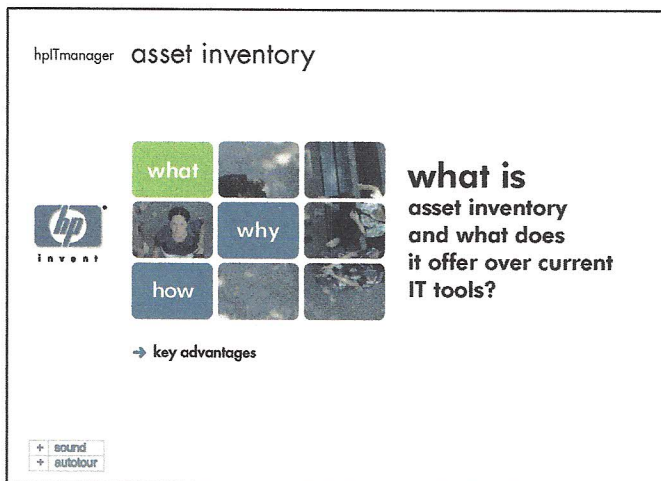 hpITmanager asset inventory
what
why
how
hp
invent
what is
asset inventory
and what does
it offer over current
IT tools?
→ key advantages
+ sound
+ autotour